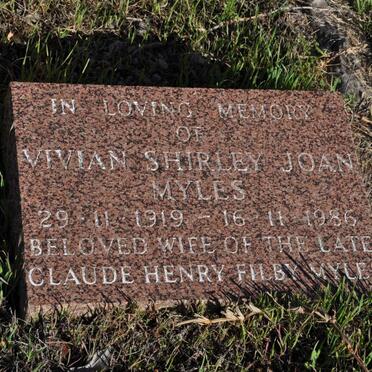 IN LOVING MEMORY
OF
VIVIAN SHIRLEY JOAN
MYLES
29 · 11 · 1919 - 16 · 11 · 1986
BELOVED WIFE OF THE LATE
CLAUDE HENRY FILBY MYLES